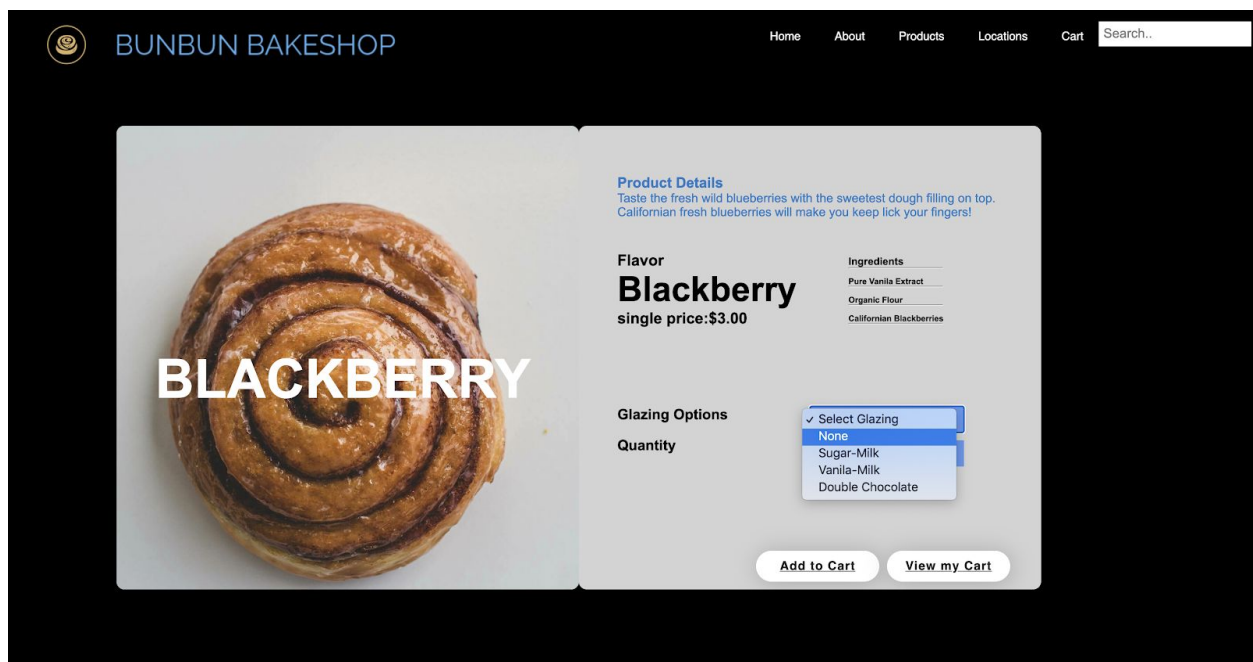 BUNBUN BAKESHOP
Home About Products Locations Cart Search..
Product Details
Taste the fresh wild blueberries with the sweetest dough filling on top.
Californian fresh blueberries will make you keep lick your fingers!
BLACKBERRY
Flavor
Blackberry
single price:$3.00
Ingredients
Pure Vanila Extract
Organic Flour
Californian Blackberries
Glazing Options
Quantity
✓ Select Glazing
None
Sugar-Milk
Vanila-Milk
Double Chocolate
Add to Cart
View my Cart